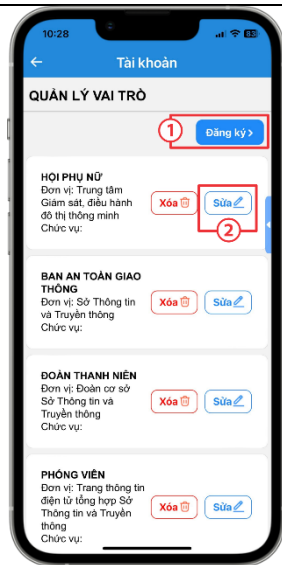 10:28
Tài khoản
QUẢN LÝ VAI TRÒ
1
Đăng ký >
HỘI PHỤ NỮ
Đơn vị: Trung tâm
Giám sát, điều hành
đô thị thông minh
Chức vụ:
Xóa
Sửa
2
BAN AN TOÀN GIAO
THÔNG
Đơn vị: Sở Thông tin
và Truyền thông
Chức vụ:
Xóa
Sửa
ĐOÀN THANH NIÊN
Đơn vị: Đoàn cơ sở
Sở Thông tin và
Truyền thông
Chức vụ:
Xóa
Sửa
PHÓNG VIÊN
Đơn vị: Trang thông tin
điện tử tổng hợp Sở
Thông tin và Truyền
thông
Chức vụ:
Xóa
Sửa